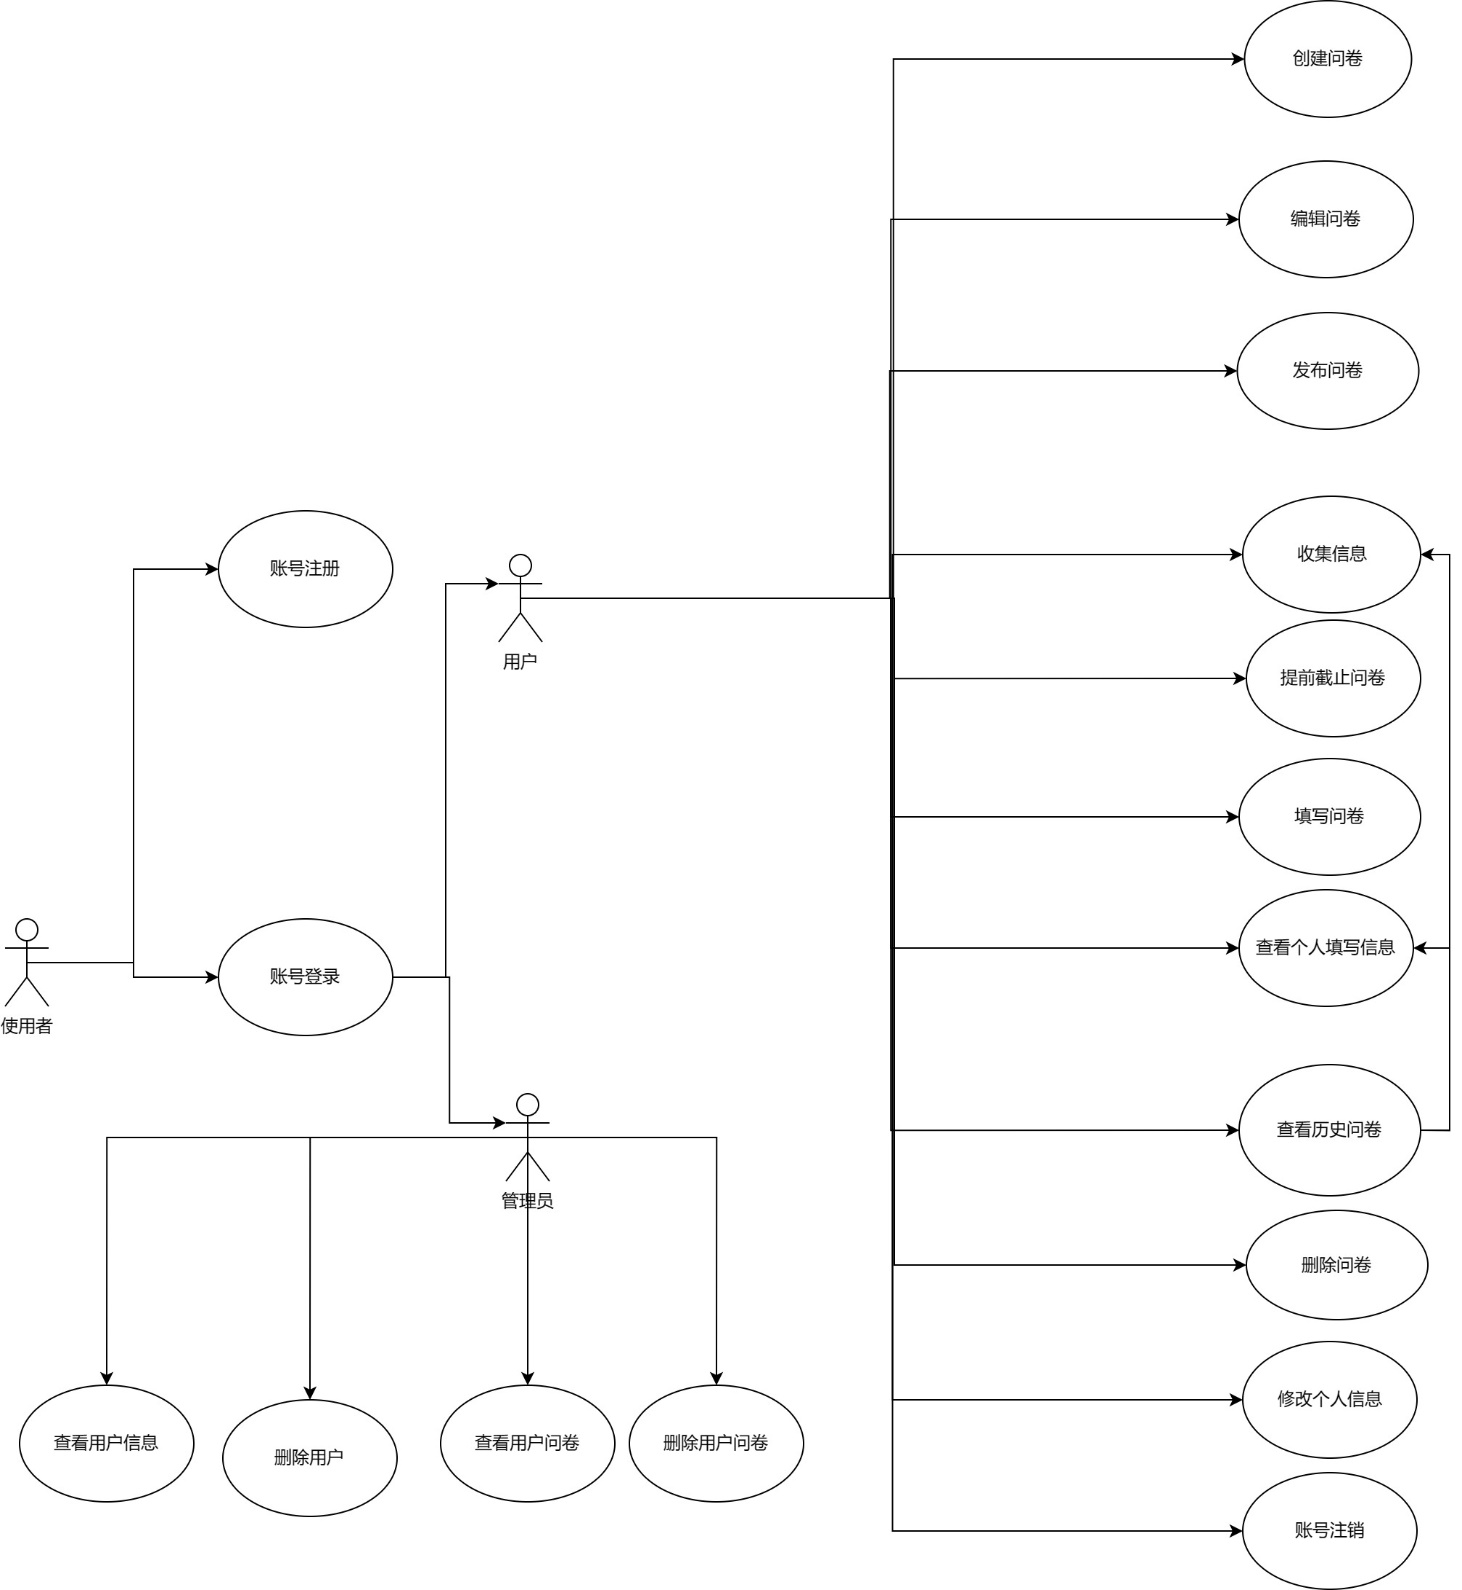 创建问卷
编辑问卷
发布问卷
收集信息
账号注册
用户
提前截止问卷
填写问卷
查看个人填写信息
账号登录
使用者
查看历史问卷
管理员
删除问卷
修改个人信息
查看用户信息
删除用户
查看用户问卷
删除用户问卷
账号注销